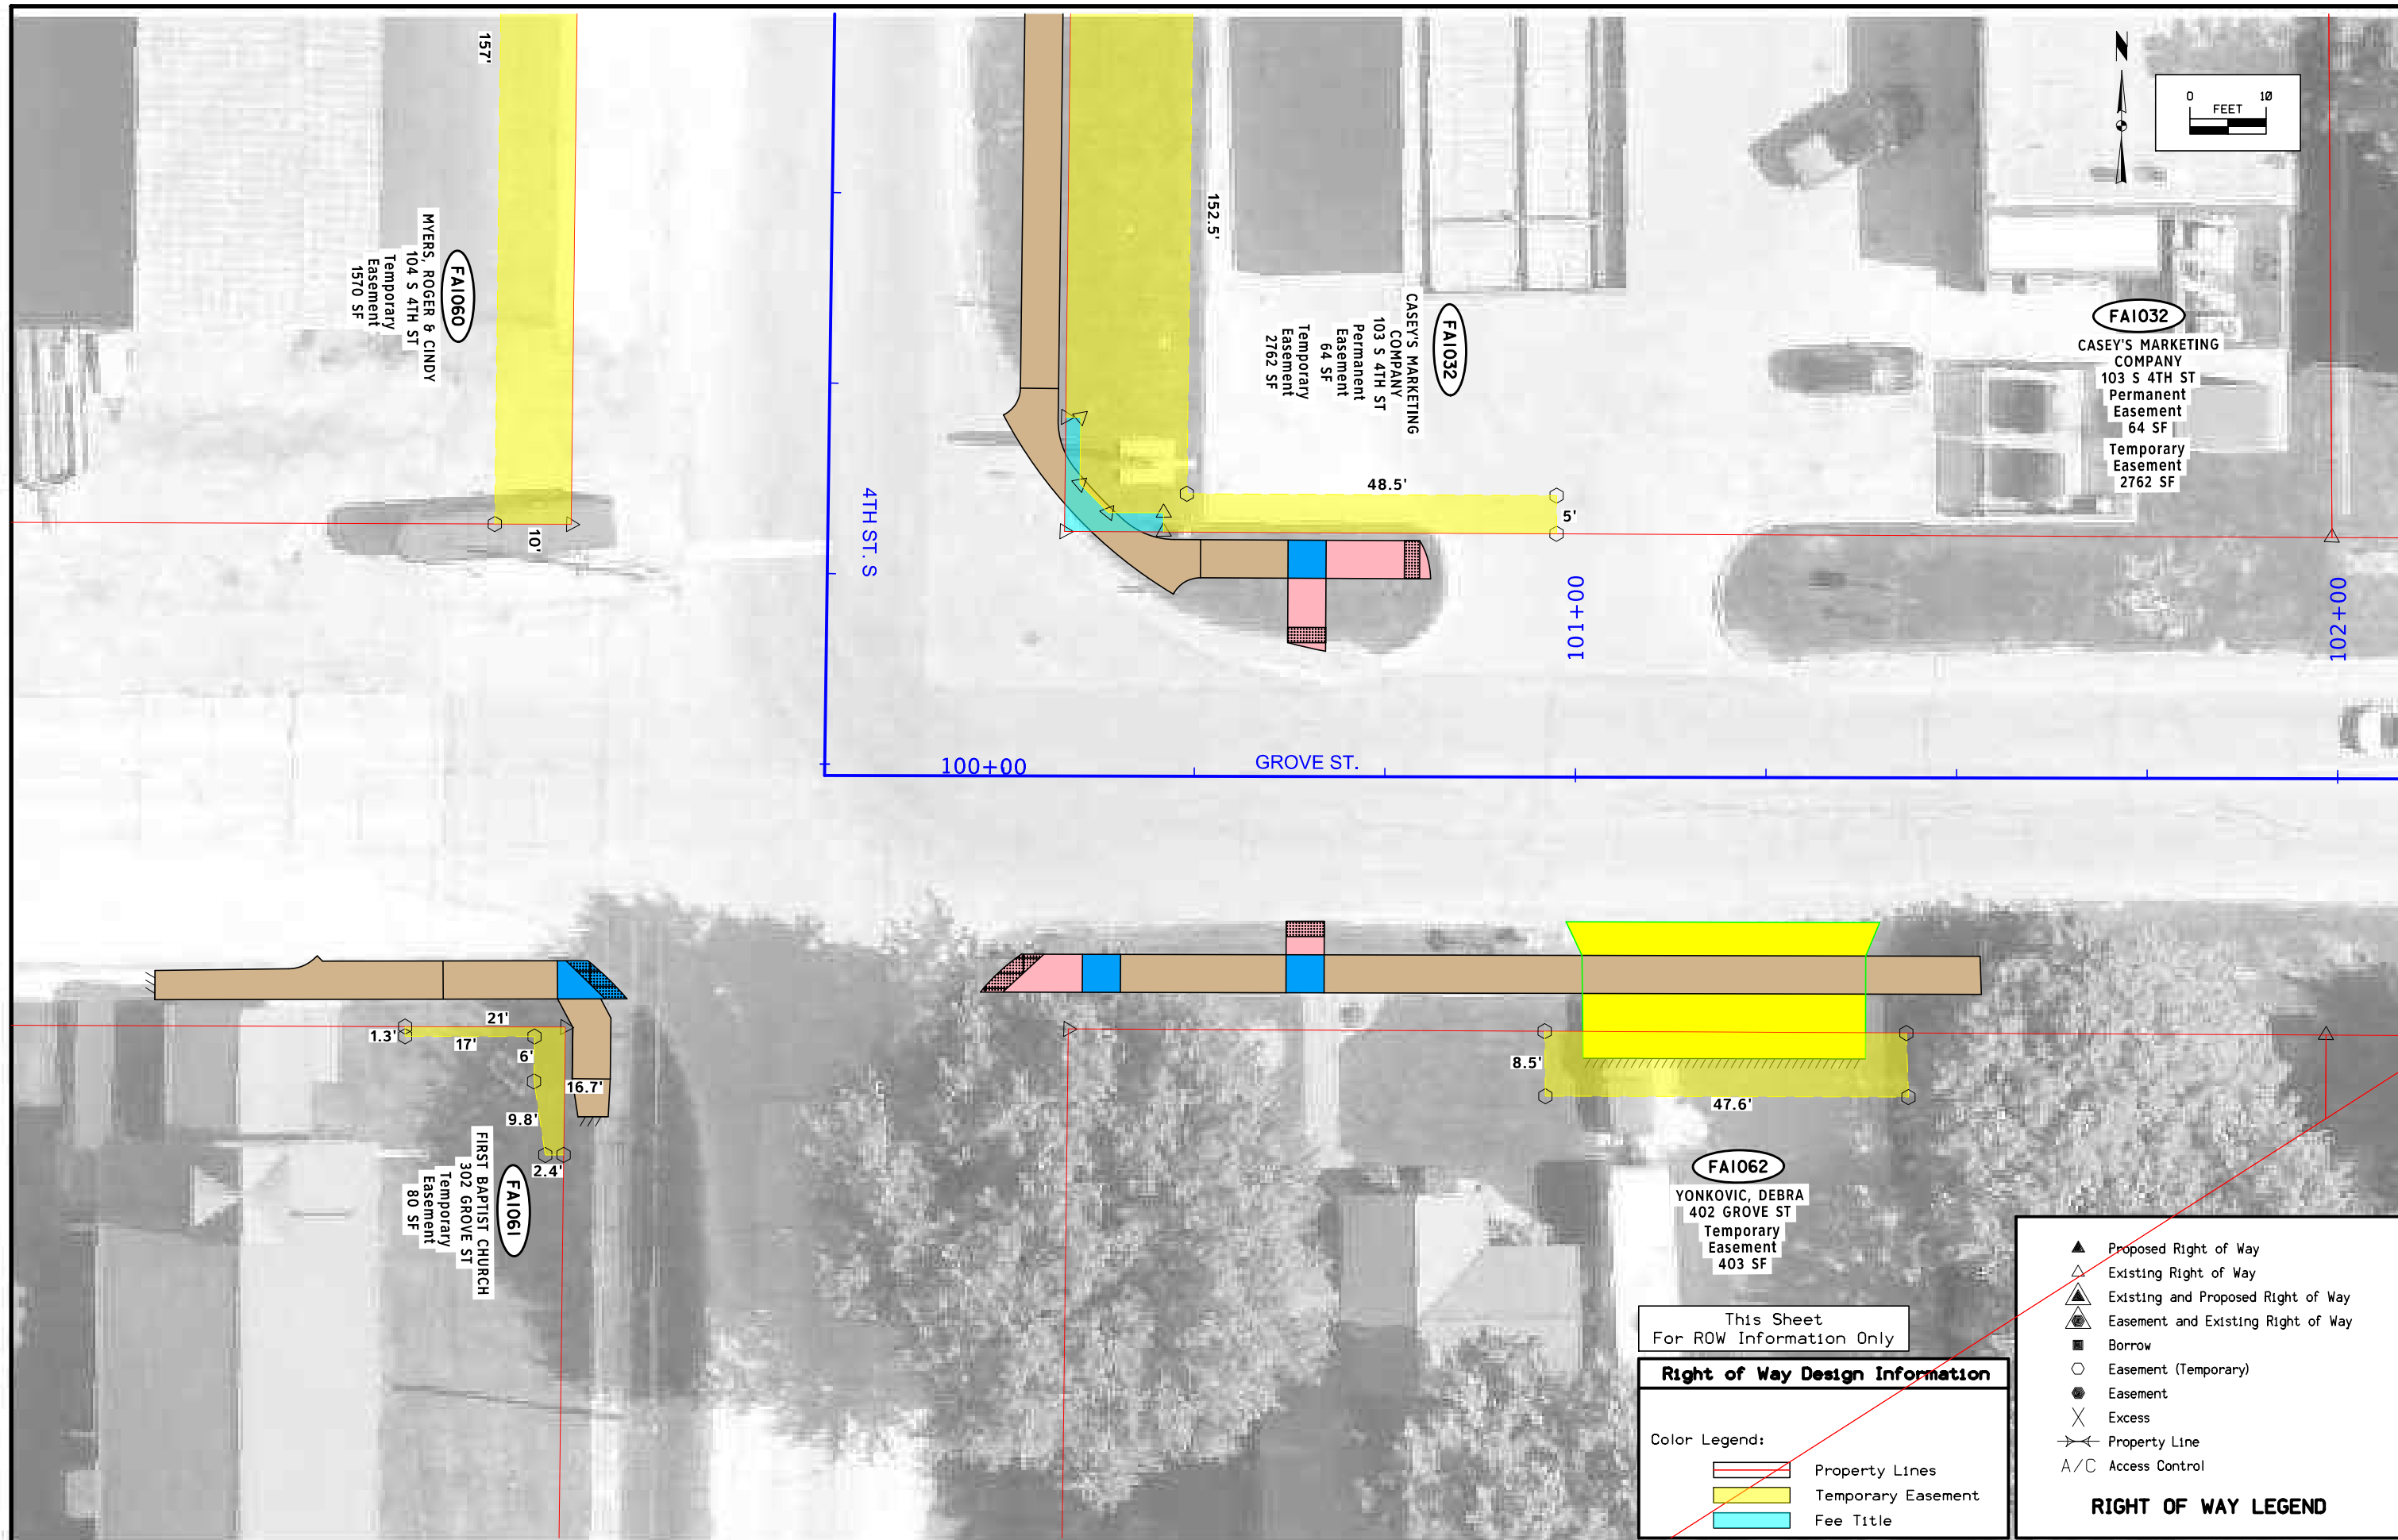 157'
FA1060
MYERS, ROGER & CINDY
104 S 4TH ST
Temporary
Easement
1570 SF
10'
4TH ST. S
152.5'
FA1032
CASEY'S MARKETING
COMPANY
103 S 4TH ST
Permanent
Easement
64 SF
Temporary
Easement
2762 SF
48.5'
5'
N
0 10
FEET
FA1032
CASEY'S MARKETING
COMPANY
103 S 4TH ST
Permanent
Easement
64 SF
Temporary
Easement
2762 SF
101+00
102+00
100+00
GROVE ST.
21'
1.3'
17'
6'
16.7'
9.8'
2.4'
FA1061
FIRST BAPTIST CHURCH
302 GROVE ST
Temporary
Easement
80 SF
8.5'
47.6'
FA1062
YONKOVIC, DEBRA
402 GROVE ST
Temporary
Easement
403 SF
This Sheet
For ROW Information Only
Right of Way Design Information
Color Legend:
Property Lines
Temporary Easement
Fee Title
Proposed Right of Way
Existing Right of Way
Existing and Proposed Right of Way
Easement and Existing Right of Way
Borrow
Easement (Temporary)
Easement
Excess
Property Line
A/C Access Control
RIGHT OF WAY LEGEND